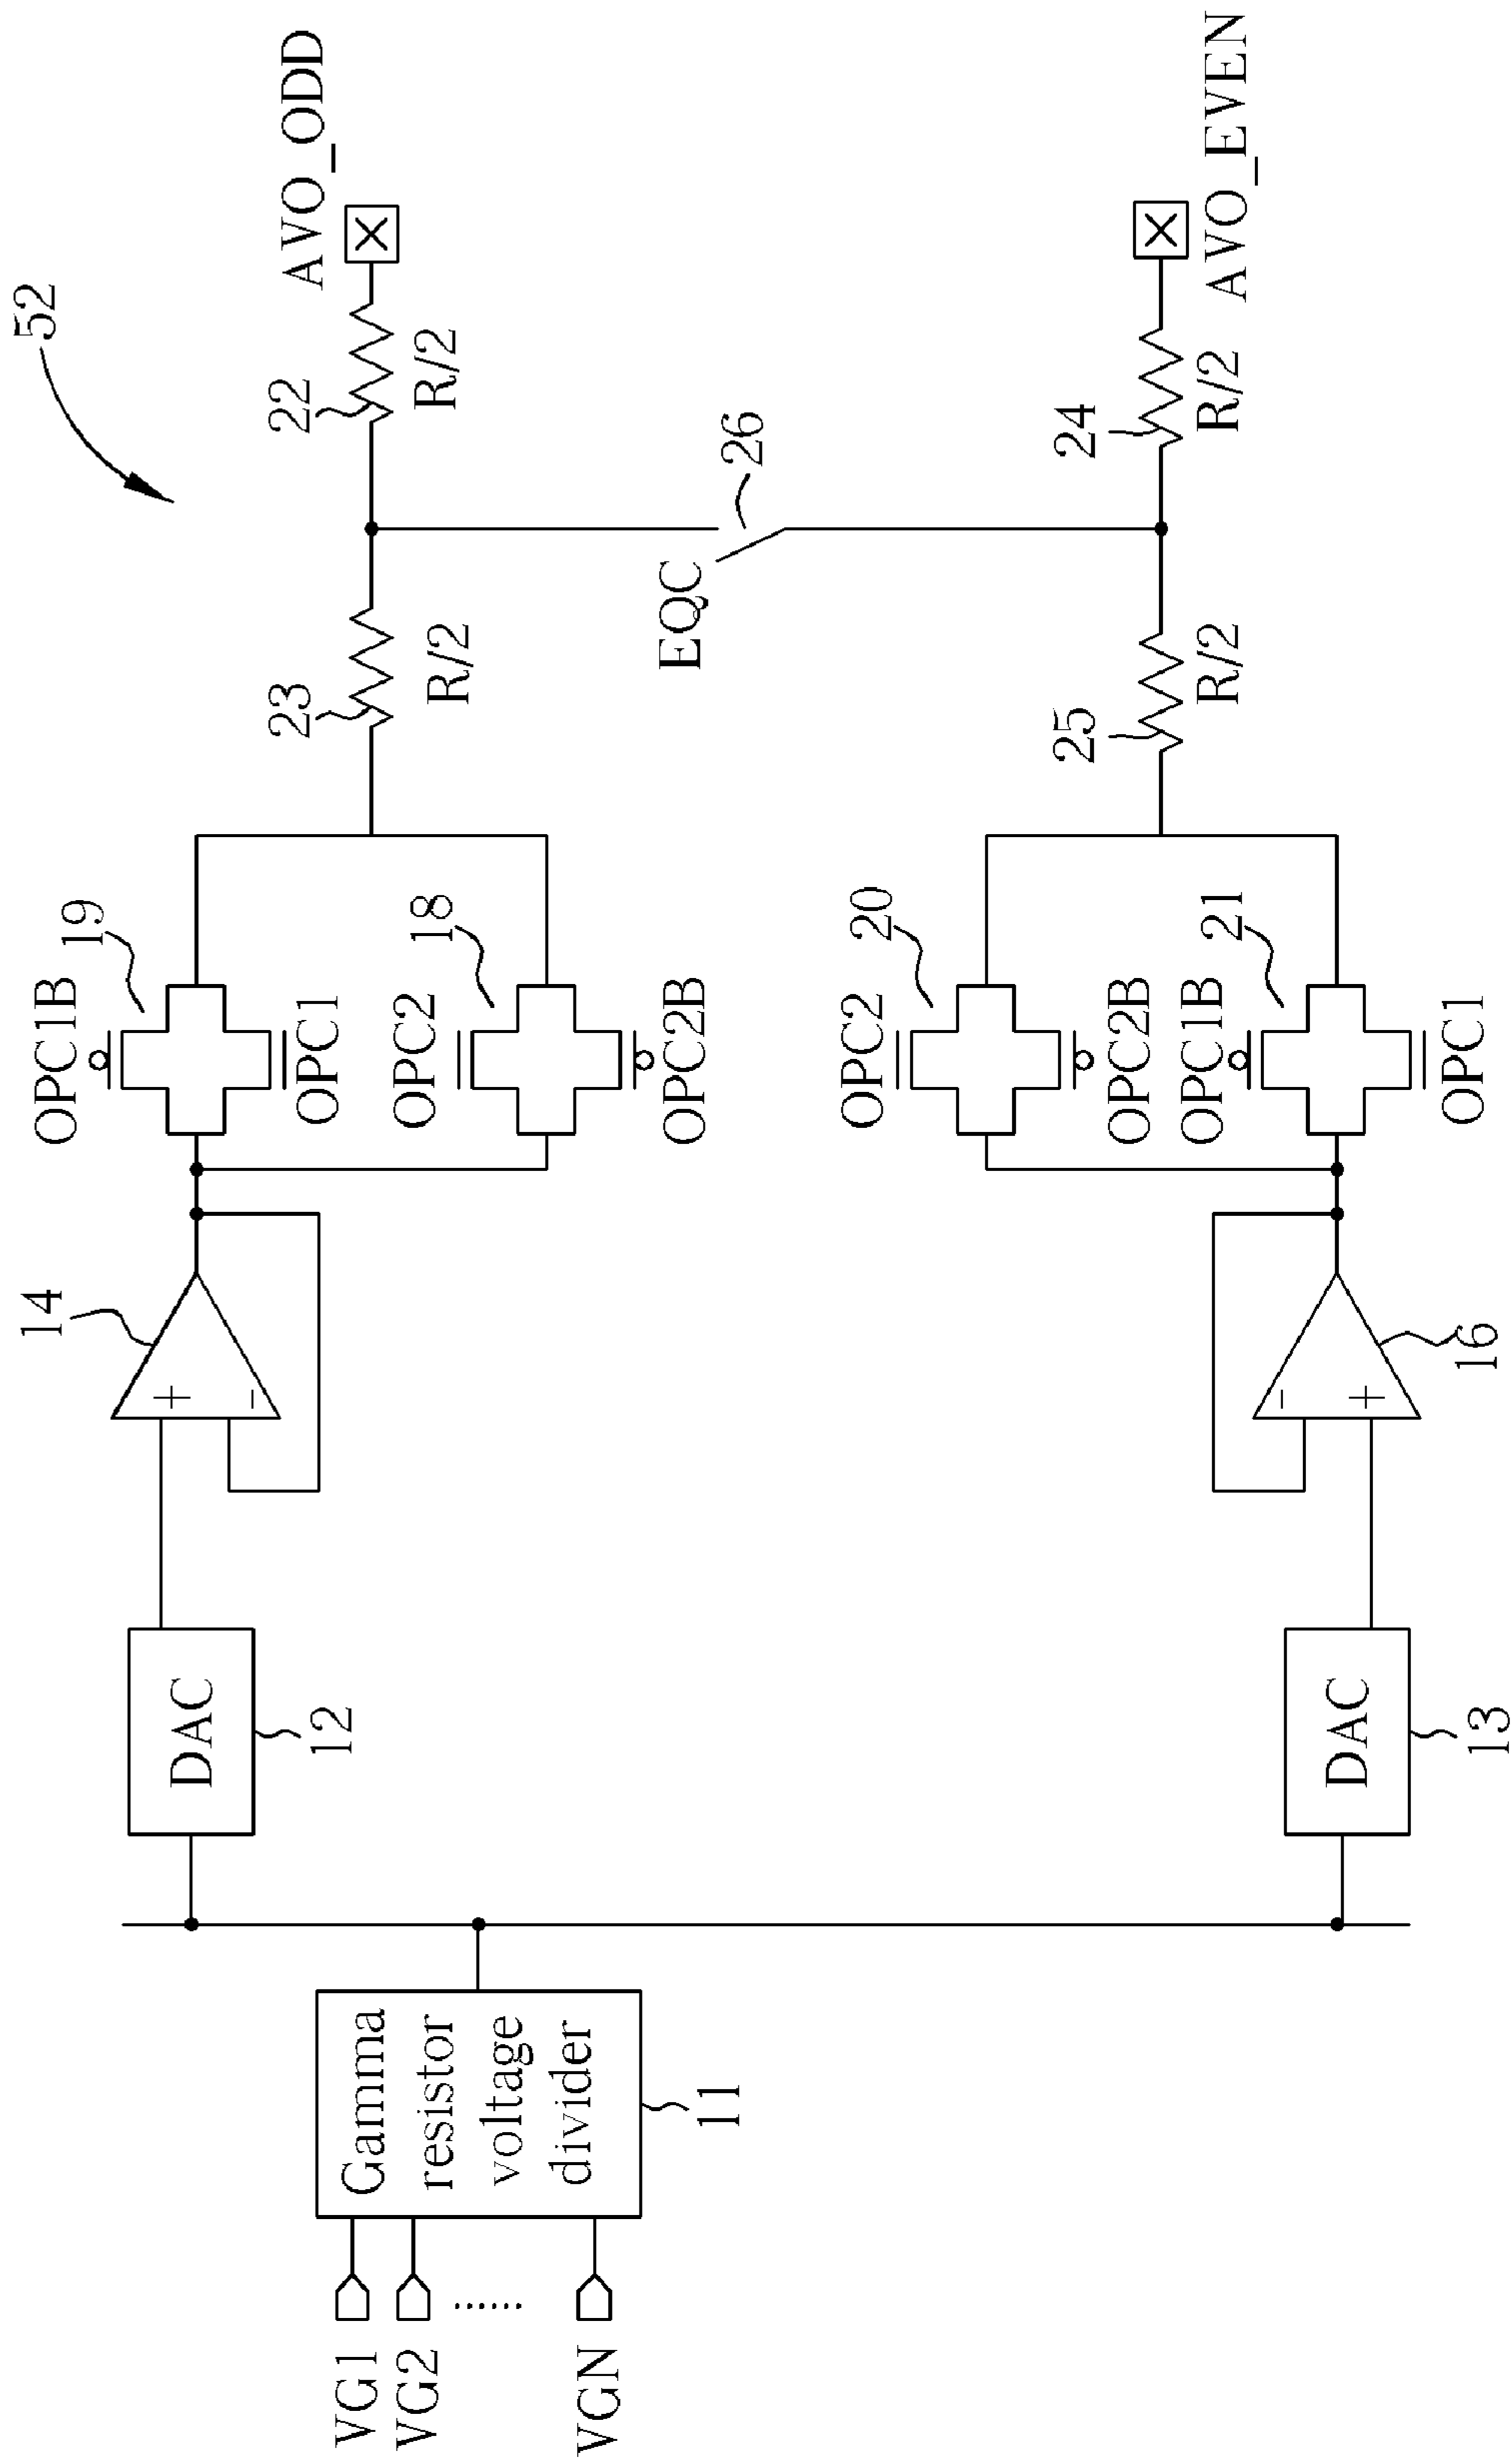 52
VG1
VG2
......
VGN
Gamma
resistor
voltage
divider
11
DAC
12
DAC
13
14
+
-
16
-
+
OPC1B
19
OPC1
OPC2
18
OPC2B
OPC2
20
OPC2B
OPC1B
21
OPC1
23
R/2
22
R/2
AVO_ODD
EQC
26
25
R/2
24
R/2
AVO_EVEN